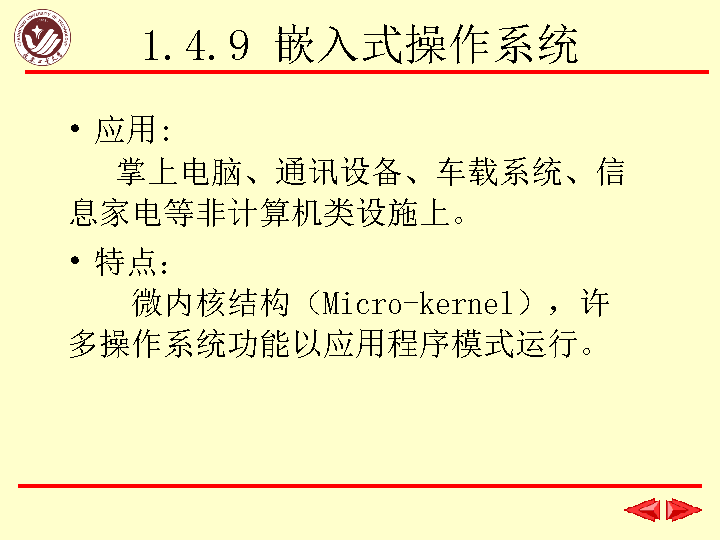 1.4.9 嵌入式操作系统
• 应用:
掌上电脑、通讯设备、车载系统、信
息家电等非计算机类设施上。
• 特点:
微内核结构（Micro-kernel），许
多操作系统功能以应用程序模式运行。